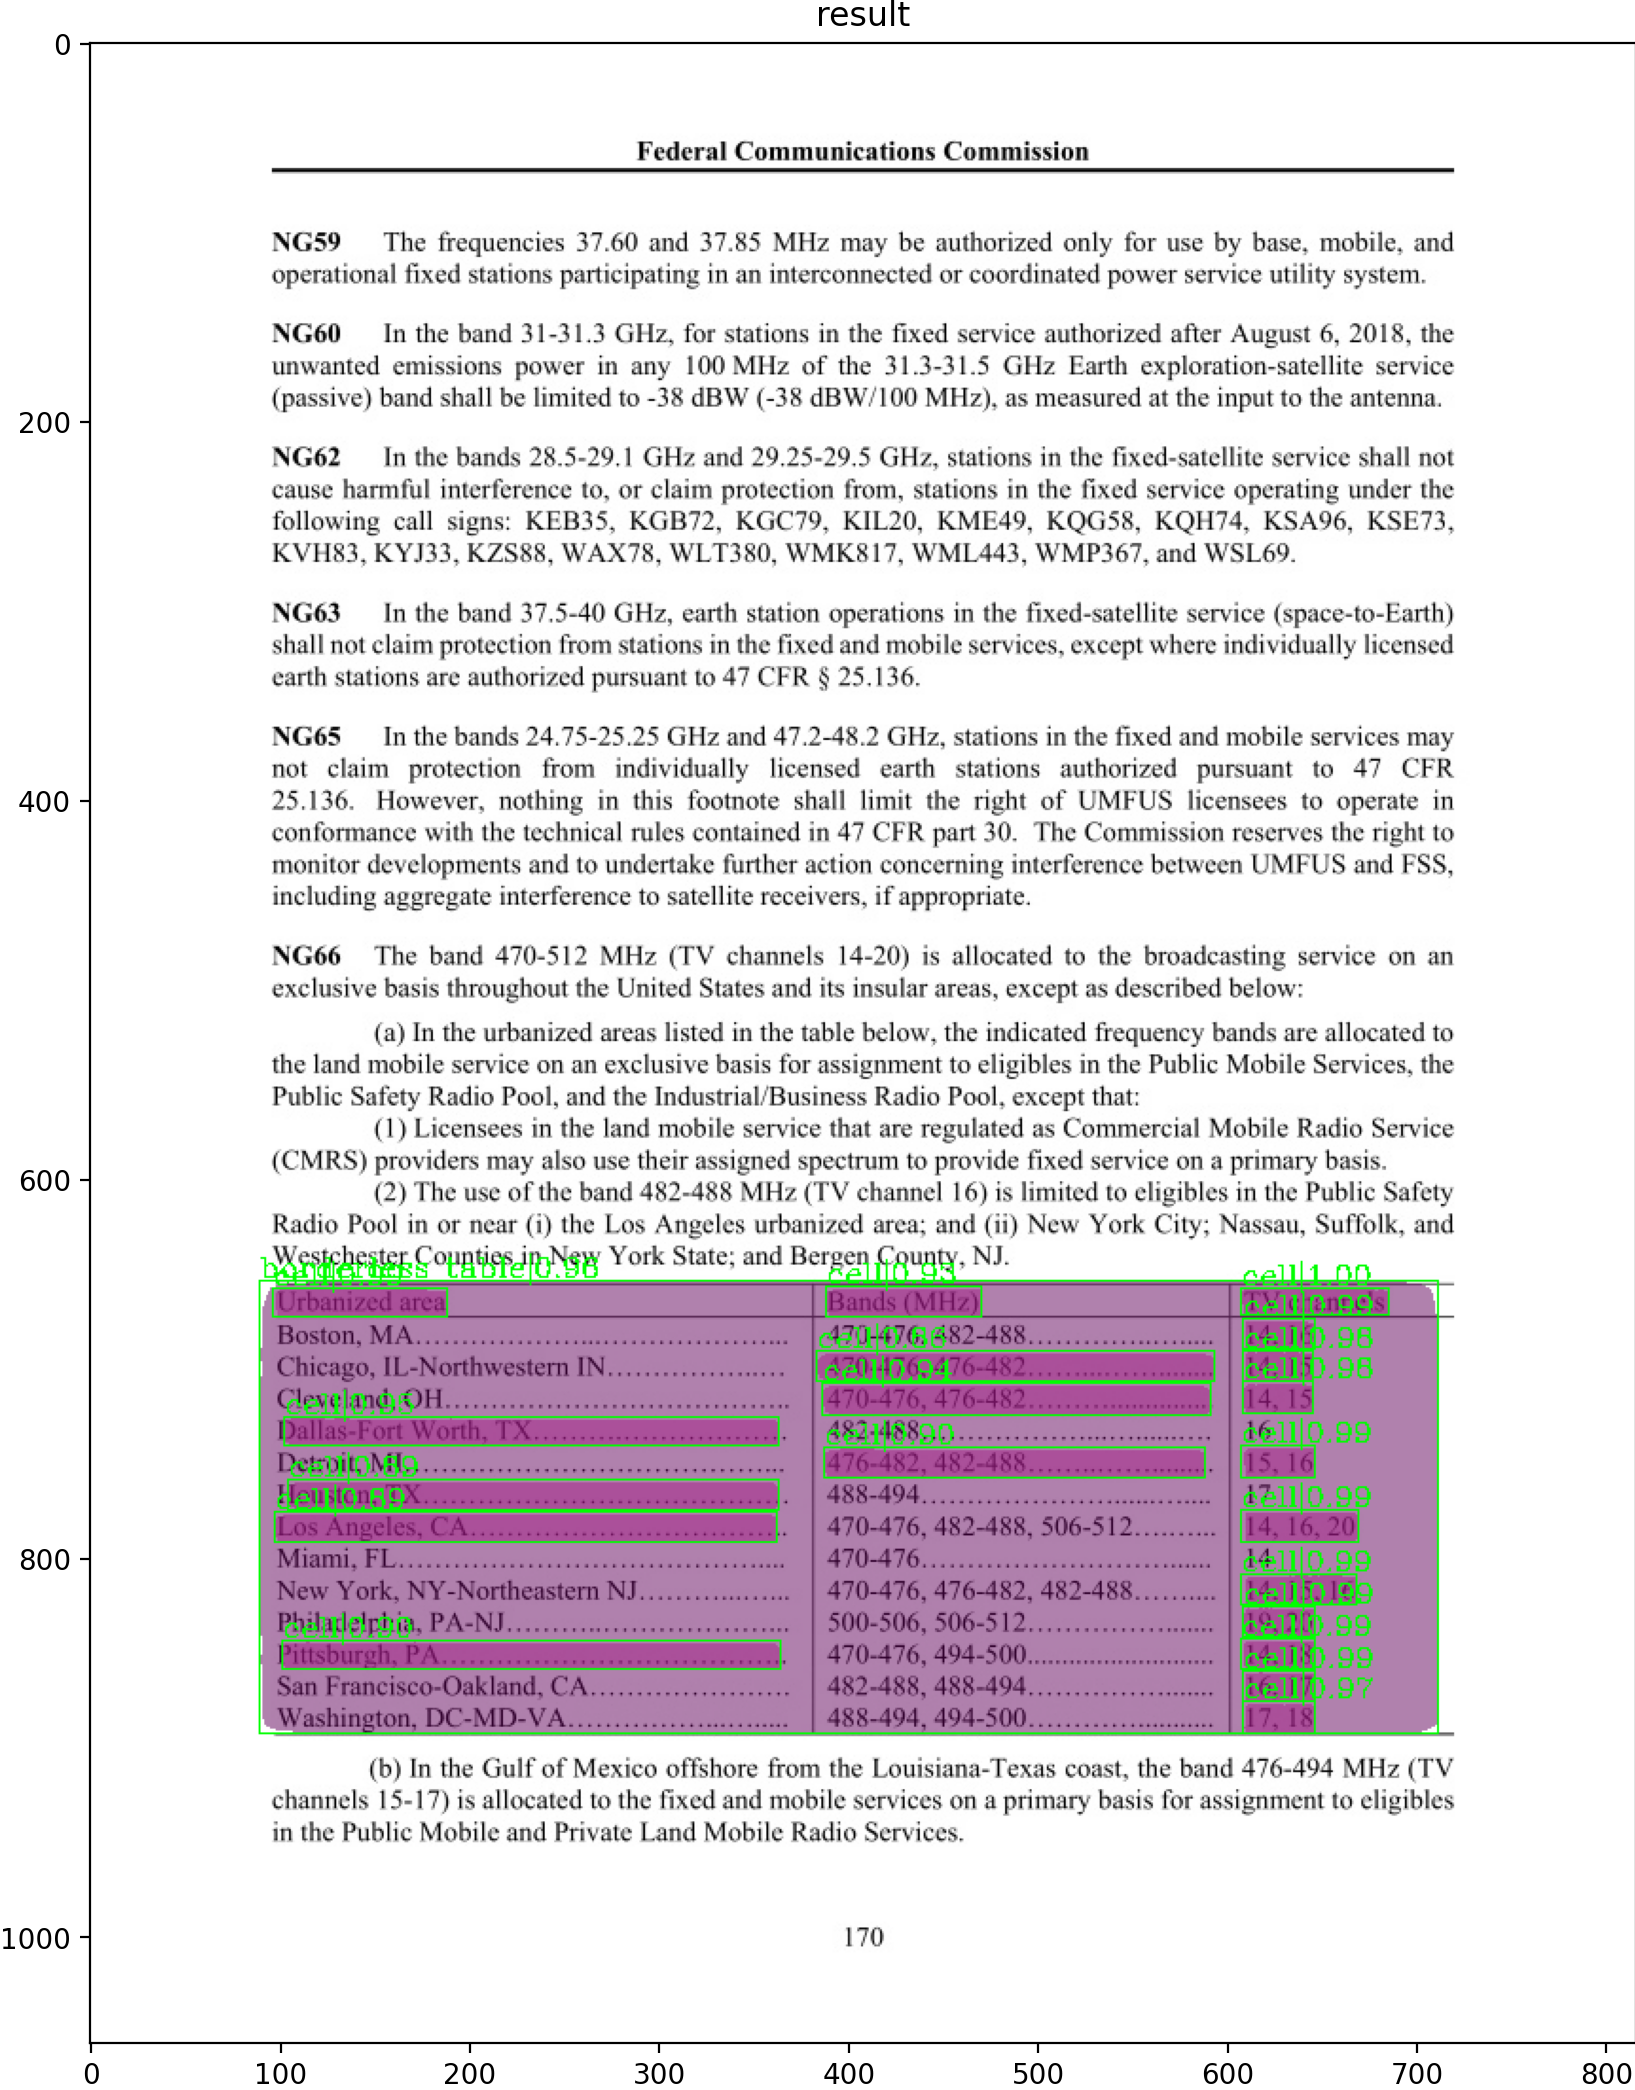 result
Federal Communications Commission
NG59 The frequencies 37.60 and 37.85 MHz may be authorized only for use by base, mobile, and
operational fixed stations participating in an interconnected or coordinated power service utility system.
NG60 In the band 31-31.3 GHz, for stations in the fixed service authorized after August 6, 2018, the
unwanted emissions power in any 100 MHz of the 31.3-31.5 GHz Earth exploration-satellite service
(passive) band shall be limited to -38 dBW (-38 dBW/100 MHz), as measured at the input to the antenna.
NG62 In the bands 28.5-29.1 GHz and 29.25-29.5 GHz, stations in the fixed-satellite service shall not
cause harmful interference to, or claim protection from, stations in the fixed service operating under the
following call signs: KEB35, KGB72, KGC79, KIL20, KME49, KQG58, KQH74, KSA96, KSE73,
KVH83, KYJ33, KZS88, WAX78, WLT380, WMK817, WML443, WMP367, and WSL69.
NG63 In the band 37.5-40 GHz, earth station operations in the fixed-satellite service (space-to-Earth)
shall not claim protection from stations in the fixed and mobile services, except where individually licensed
earth stations are authorized pursuant to 47 CFR § 25.136.
NG65 In the bands 24.75-25.25 GHz and 47.2-48.2 GHz, stations in the fixed and mobile services may
not claim protection from individually licensed earth stations authorized pursuant to 47 CFR
25.136. However, nothing in this footnote shall limit the right of UMFUS licensees to operate in
conformance with the technical rules contained in 47 CFR part 30. The Commission reserves the right to
monitor developments and to undertake further action concerning interference between UMFUS and FSS,
including aggregate interference to satellite receivers, if appropriate.
NG66 The band 470-512 MHz (TV channels 14-20) is allocated to the broadcasting service on an
exclusive basis throughout the United States and its insular areas, except as described below:
(a) In the urbanized areas listed in the table below, the indicated frequency bands are allocated to
the land mobile service on an exclusive basis for assignment to eligibles in the Public Mobile Services, the
Public Safety Radio Pool, and the Industrial/Business Radio Pool, except that:
(1) Licensees in the land mobile service that are regulated as Commercial Mobile Radio Service
(CMRS) providers may also use their assigned spectrum to provide fixed service on a primary basis.
(2) The use of the band 482-488 MHz (TV channel 16) is limited to eligibles in the Public Safety
Radio Pool in or near (i) the Los Angeles urbanized area; and (ii) New York City; Nassau, Suffolk, and
Westchester Counties in New York State; and Bergen County, NJ.
table|0.96 cell|0.93 cell|1.00
Urbanized area Bands (MHz) TV channels
Boston, MA 470-476, 482-488
Chicago, IL-Northwestern IN 470-476, 476-482
Cleveland, OH 470-476, 476-482 14, 15
Dallas-Fort Worth, TX 482-488 16
Detroit, MI 476-482, 482-488 15, 16
Houston, TX 488-494 17
Los Angeles, CA 470-476, 482-488, 506-512 14, 16, 20
Miami, FL 470-476 14
New York, NY-Northeastern NJ 470-476, 476-482, 482-488
Philadelphia, PA-NJ 500-506, 506-512
Pittsburgh, PA 470-476, 494-500
San Francisco-Oakland, CA 482-488, 488-494
Washington, DC-MD-VA 488-494, 494-500 17, 18
(b) In the Gulf of Mexico offshore from the Louisiana-Texas coast, the band 476-494 MHz (TV
channels 15-17) is allocated to the fixed and mobile services on a primary basis for assignment to eligibles
in the Public Mobile and Private Land Mobile Radio Services.
170
0
200
400
600
800
1000
0 100 200 300 400 500 600 700 800